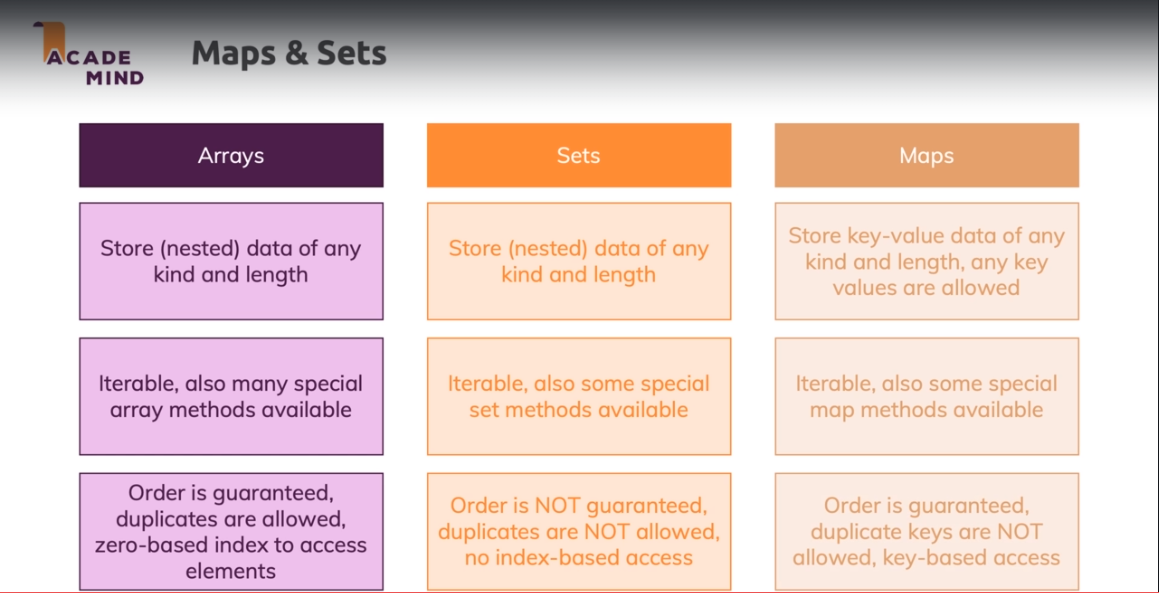 ACADE
MIND
Maps & Sets
Arrays
Store (nested) data of any
kind and length
Iterable, also many special
array methods available
Order is guaranteed,
duplicates are allowed,
zero-based index to access
elements
Sets
Store (nested) data of any
kind and length
Iterable, also some special
set methods available
Order is NOT guaranteed,
duplicates are NOT allowed,
no index-based access
Maps
Store key-value data of any
kind and length, any key
values are allowed
Iterable, also some special
map methods available
Order is guaranteed,
duplicate keys are NOT
allowed, key-based access